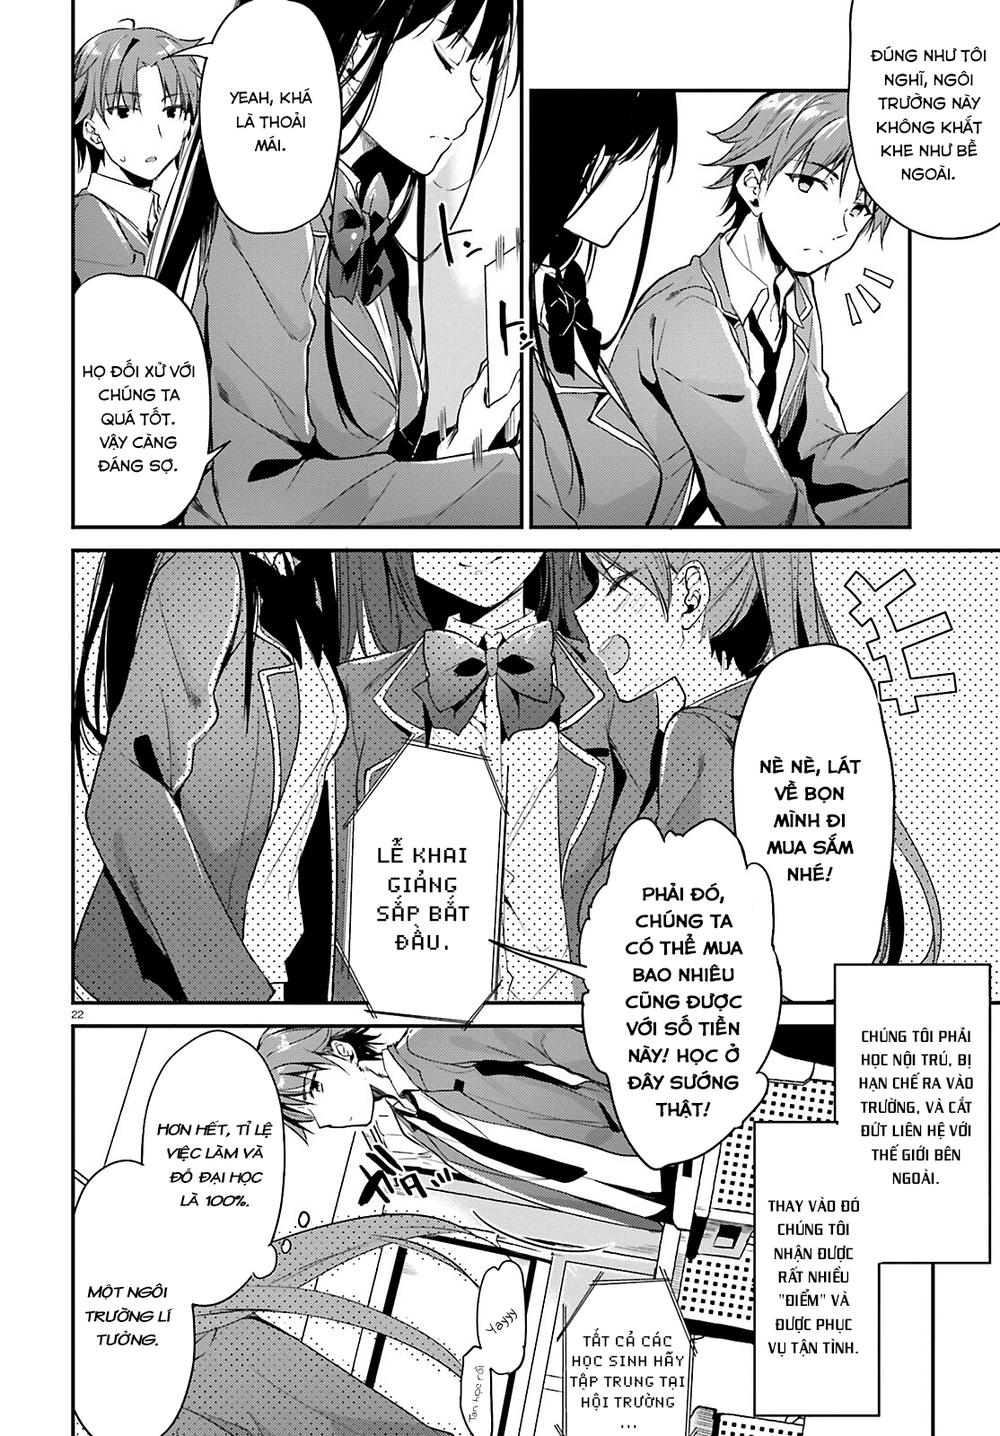 ĐÚNG NHƯ TÔI
NGHĨ, NGÔI
TRƯỜNG NÀY
KHÔNG KHẮT
KHE NHƯ BỀ
NGOÀI.
YEAH, KHÁ
LÀ THOẢI
MÁI.
HỌ ĐỐI XỬ VỚI
CHÚNG TA
QUÁ TỐT.
VẬY CÀNG
ĐÁNG SỢ.
NÈ NÈ, LÁT
VỀ BỌN
MÌNH ĐI
MUA SẮM
NHÉ!
PHẢI ĐÓ,
CHÚNG TA
CÓ THỂ MUA
BAO NHIÊU
CŨNG ĐƯỢC
VỚI SỐ TIỀN
NÀY! HỌC Ở
ĐÂY SƯỚNG
THẬT!
LỄ KHAI
GIẢNG
SẮP BẮT
ĐẦU.
22
CHÚNG TÔI PHẢI
HỌC NỘI TRÚ, BỊ
HẠN CHẾ RA VÀO
TRƯỜNG, VÀ CẮT
ĐỨT LIÊN HỆ VỚI
THẾ GIỚI BÊN
NGOÀI.
THAY VÀO ĐÓ
CHÚNG TÔI
NHẬN ĐƯỢC
RẤT NHIỀU
"ĐIỂM" VÀ
ĐƯỢC PHỤC
VỤ TẬN TÌNH.
HƠN HẾT, TỈ LỆ
VIỆC LÀM VÀ
ĐỖ ĐẠI HỌC
LÀ 100%.
MỘT NGÔI
TRƯỜNG LÍ
TƯỞNG.
Yayyy
Tan học rồi
TẤT CẢ CÁC
HỌC SINH HÃY
TẬP TRUNG TẠI
HỘI TRƯỜNG
...